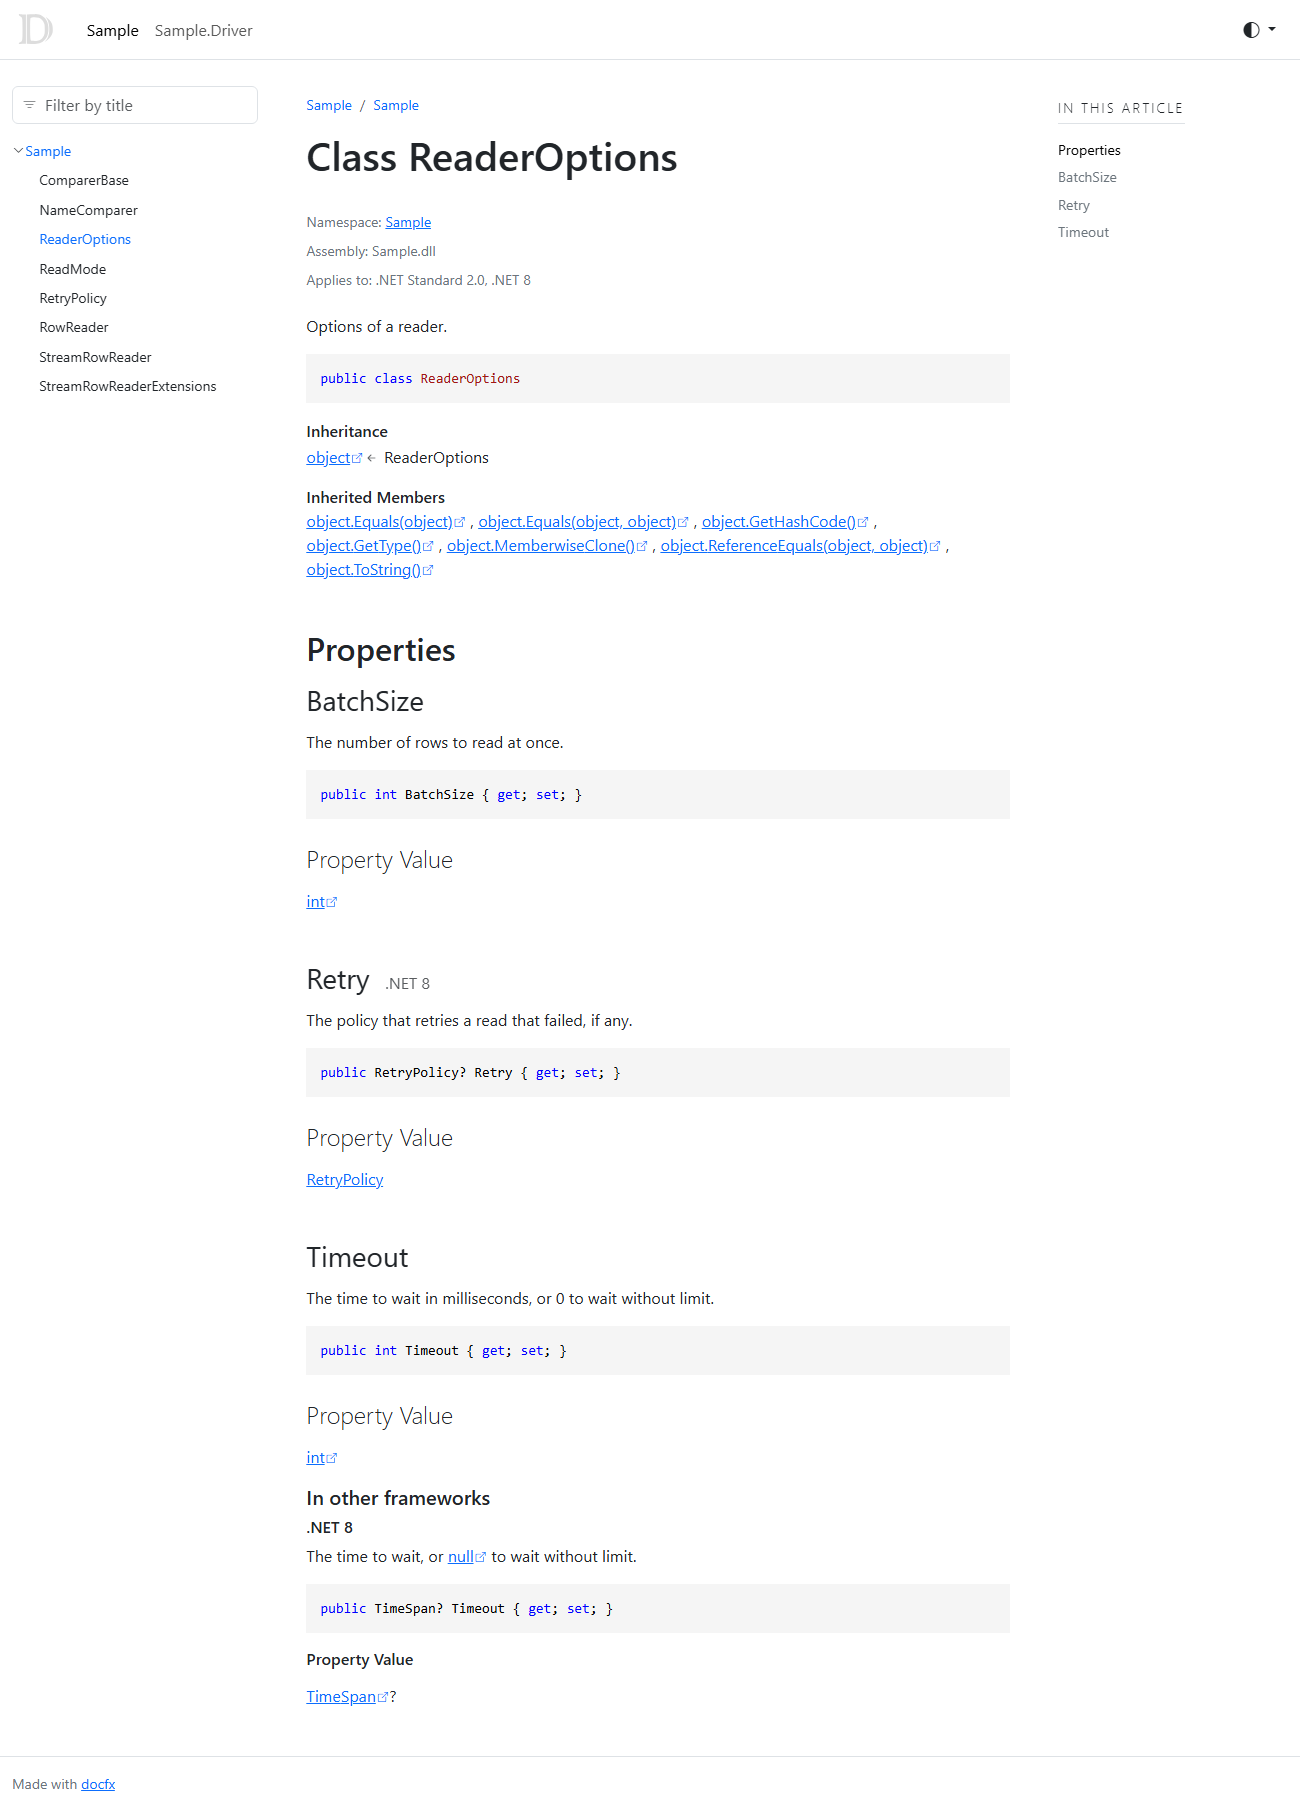 D
Sample Sample.Driver
Filter by title
Sample
ComparerBase
NameComparer
ReaderOptions
ReadMode
RetryPolicy
RowReader
StreamRowReader
StreamRowReaderExtensions
Sample / Sample
Class ReaderOptions
Namespace: Sample
Assembly: Sample.dll
Applies to: .NET Standard 2.0, .NET 8
Options of a reader.
public class ReaderOptions
Inheritance
object ← ReaderOptions
Inherited Members
object.Equals(object) , object.Equals(object, object) , object.GetHashCode() ,
object.GetType() , object.MemberwiseClone() , object.ReferenceEquals(object, object) ,
object.ToString()
Properties
BatchSize
The number of rows to read at once.
public int BatchSize { get; set; }
Property Value
int
Retry .NET 8
The policy that retries a read that failed, if any.
public RetryPolicy? Retry { get; set; }
Property Value
RetryPolicy
Timeout
The time to wait in milliseconds, or 0 to wait without limit.
public int Timeout { get; set; }
Property Value
int
In other frameworks
.NET 8
The time to wait, or null to wait without limit.
public TimeSpan? Timeout { get; set; }
Property Value
TimeSpan?
IN THIS ARTICLE
Properties
BatchSize
Retry
Timeout
Made with docfx